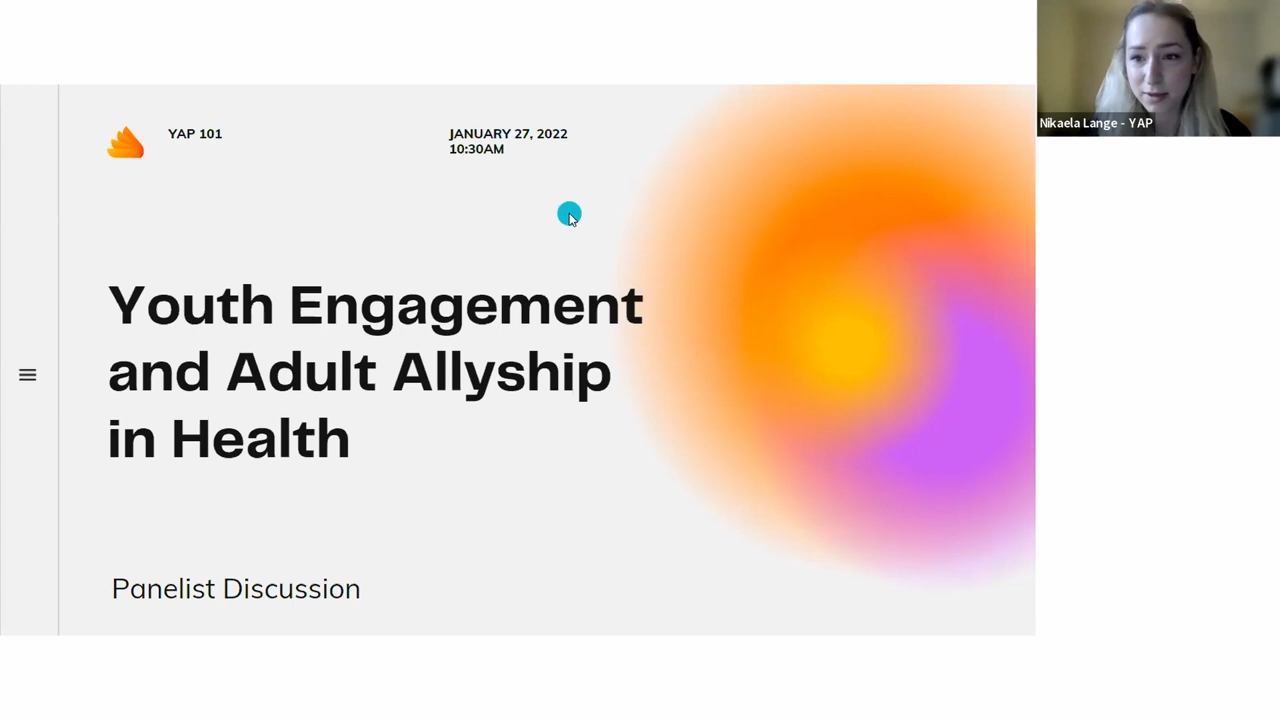 YAP 101
JANUARY 27, 2022
10:30AM
Youth Engagement
and Adult Allyship
in Health
Panelist Discussion
Nikaela Lange - YAP